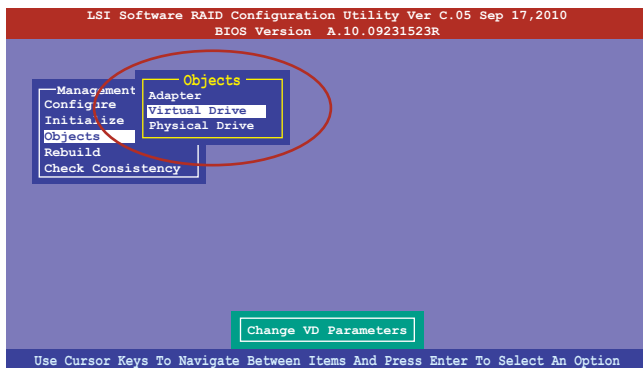 LSI Software RAID Configuration Utility Ver C.05 Sep 17,2010
BIOS Version A.10.09231523R
Management
Configure
Initialize
Objects
Rebuild
Check Consistency
Objects
Adapter
Virtual Drive
Physical Drive
Change VD Parameters
Use Cursor Keys To Navigate Between Items And Press Enter To Select An Option